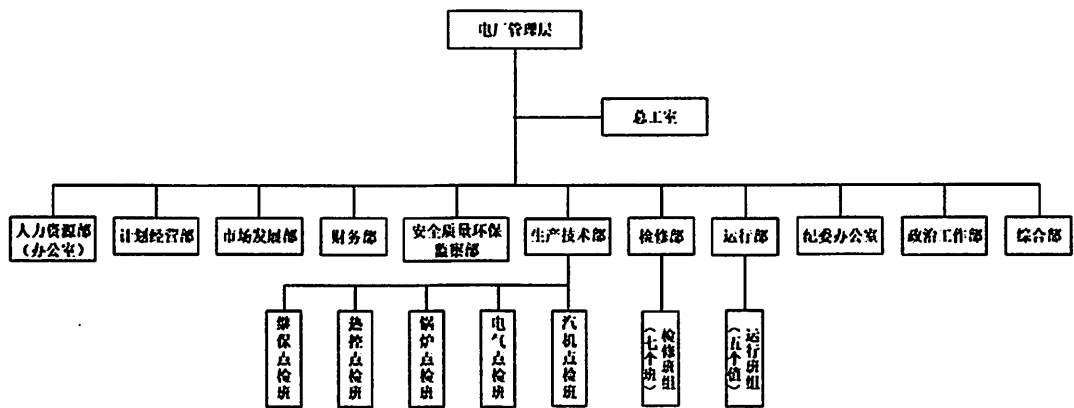 电厂管理层
总工室
人力资源部
（办公室）
计划经营部
市场发展部
财务部
安全质量环保
监察部
生产技术部
检修部
运行部
纪委办公室
政治工作部
综合部
继保点检班
热控点检班
锅炉点检班
电气点检班
汽机点检班
检修班组
（七个班）
运行班组
（五个值）